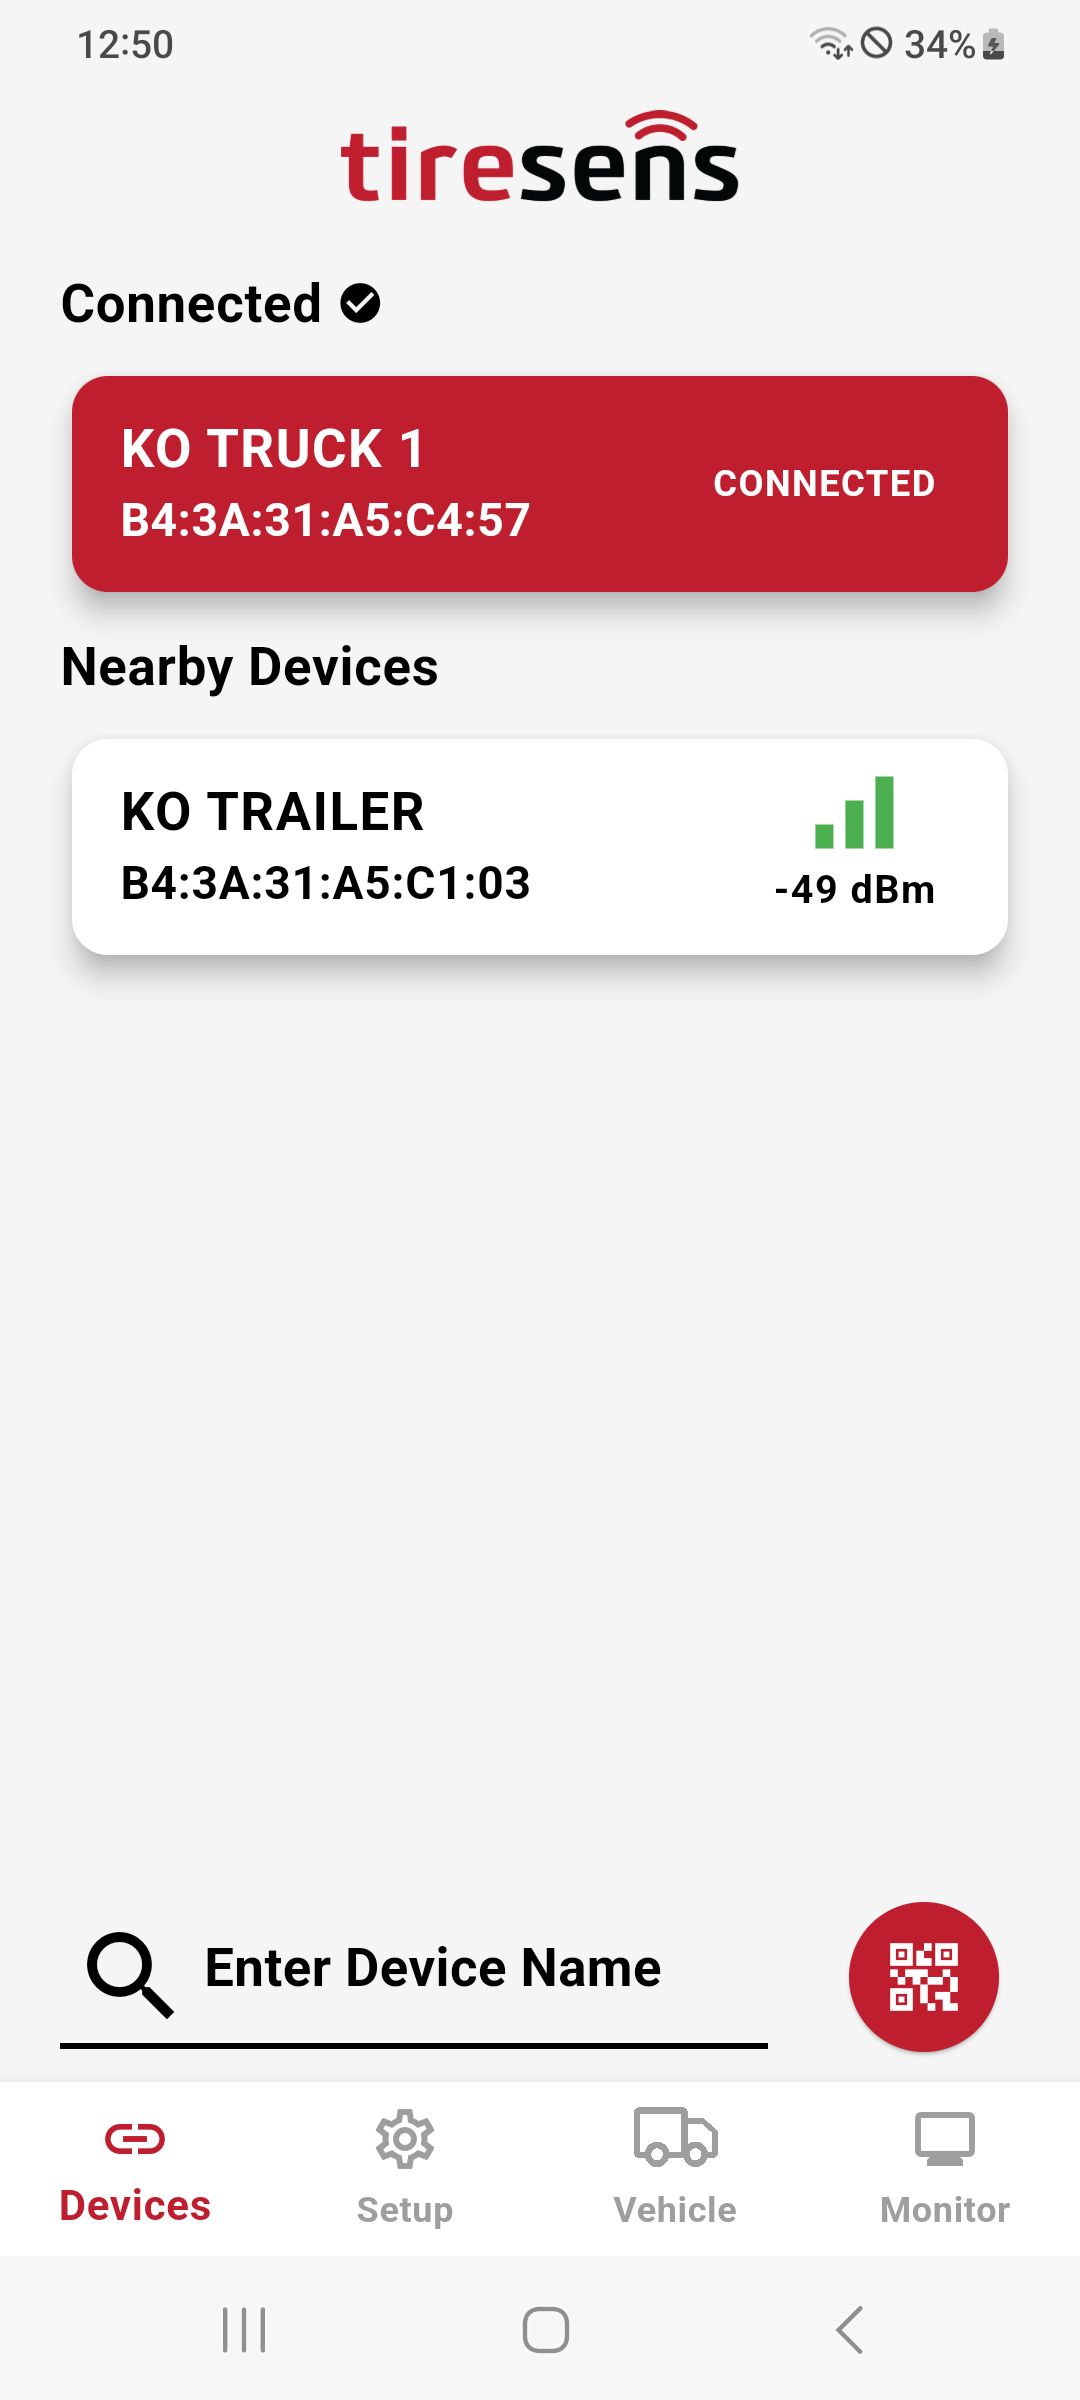 12:50
34%
tiresens
Connected
KO TRUCK 1
B4:3A:31:A5:C4:57
CONNECTED
Nearby Devices
KO TRAILER
B4:3A:31:A5:C1:03
-49 dBm
Enter Device Name
Devices
Setup
Vehicle
Monitor